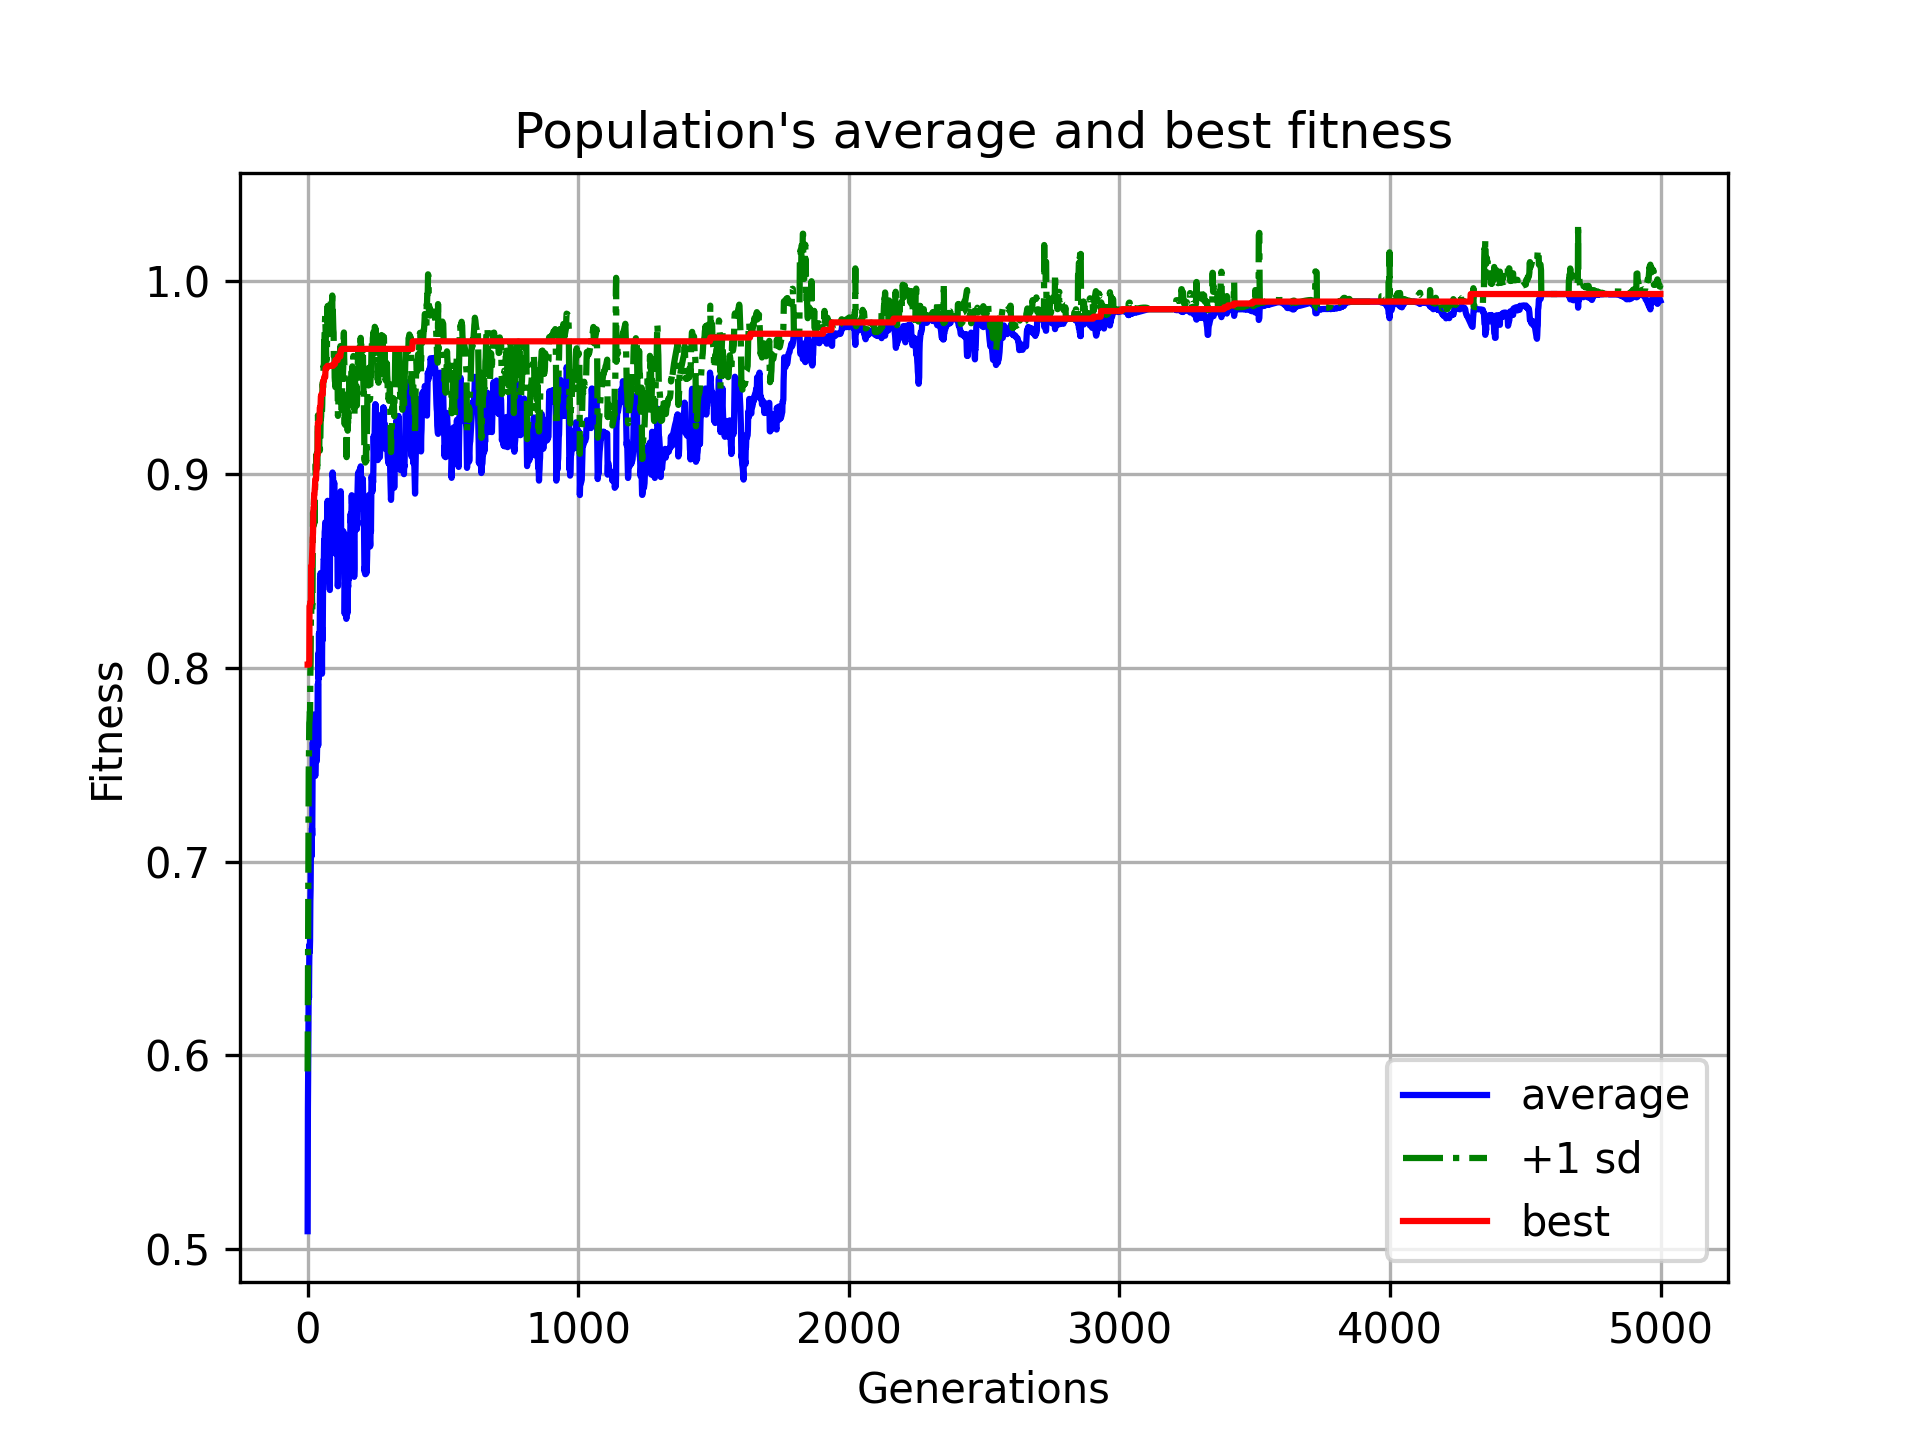 Population's average and best fitness
Fitness
1.0
0.9
0.8
0.7
0.6
0.5
average
+1 sd
best
0 1000 2000 3000 4000 5000
Generations